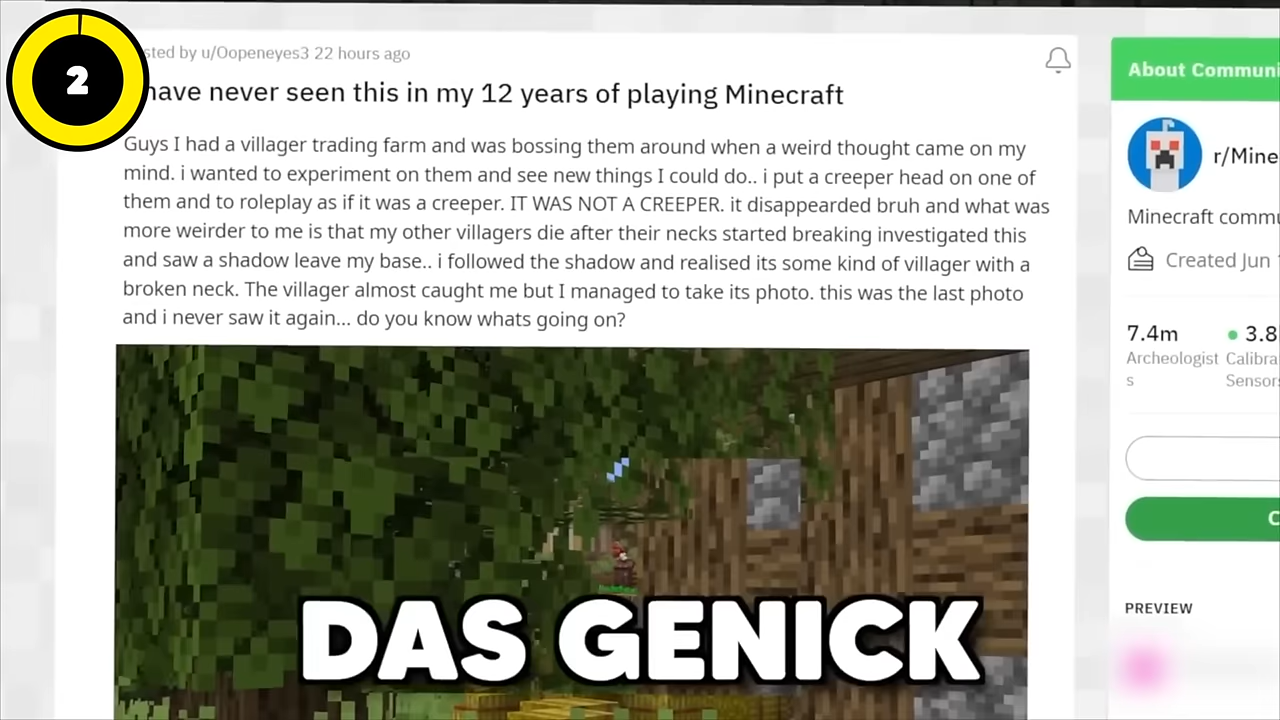 2
sted by u/Oopeneyes3 22 hours ago
have never seen this in my 12 years of playing Minecraft
Guys I had a villager trading farm and was bossing them around when a weird thought came on my
mind. i wanted to experiment on them and see new things I could do.. i put a creeper head on one of
them and to roleplay as if it was a creeper. IT WAS NOT A CREEPER. it disappearded bruh and what was
more weirder to me is that my other villagers die after their necks started breaking investigated this
and saw a shadow leave my base.. i followed the shadow and realised its some kind of villager with a
broken neck. The villager almost caught me but I managed to take its photo. this was the last photo
and i never saw it again... do you know whats going on?
DAS GENICK
About Communi
r/Mine
Minecraft commu
Created Jun
7.4m
3.8
Archeologist
s
Calibra
Sensors
C
PREVIEW